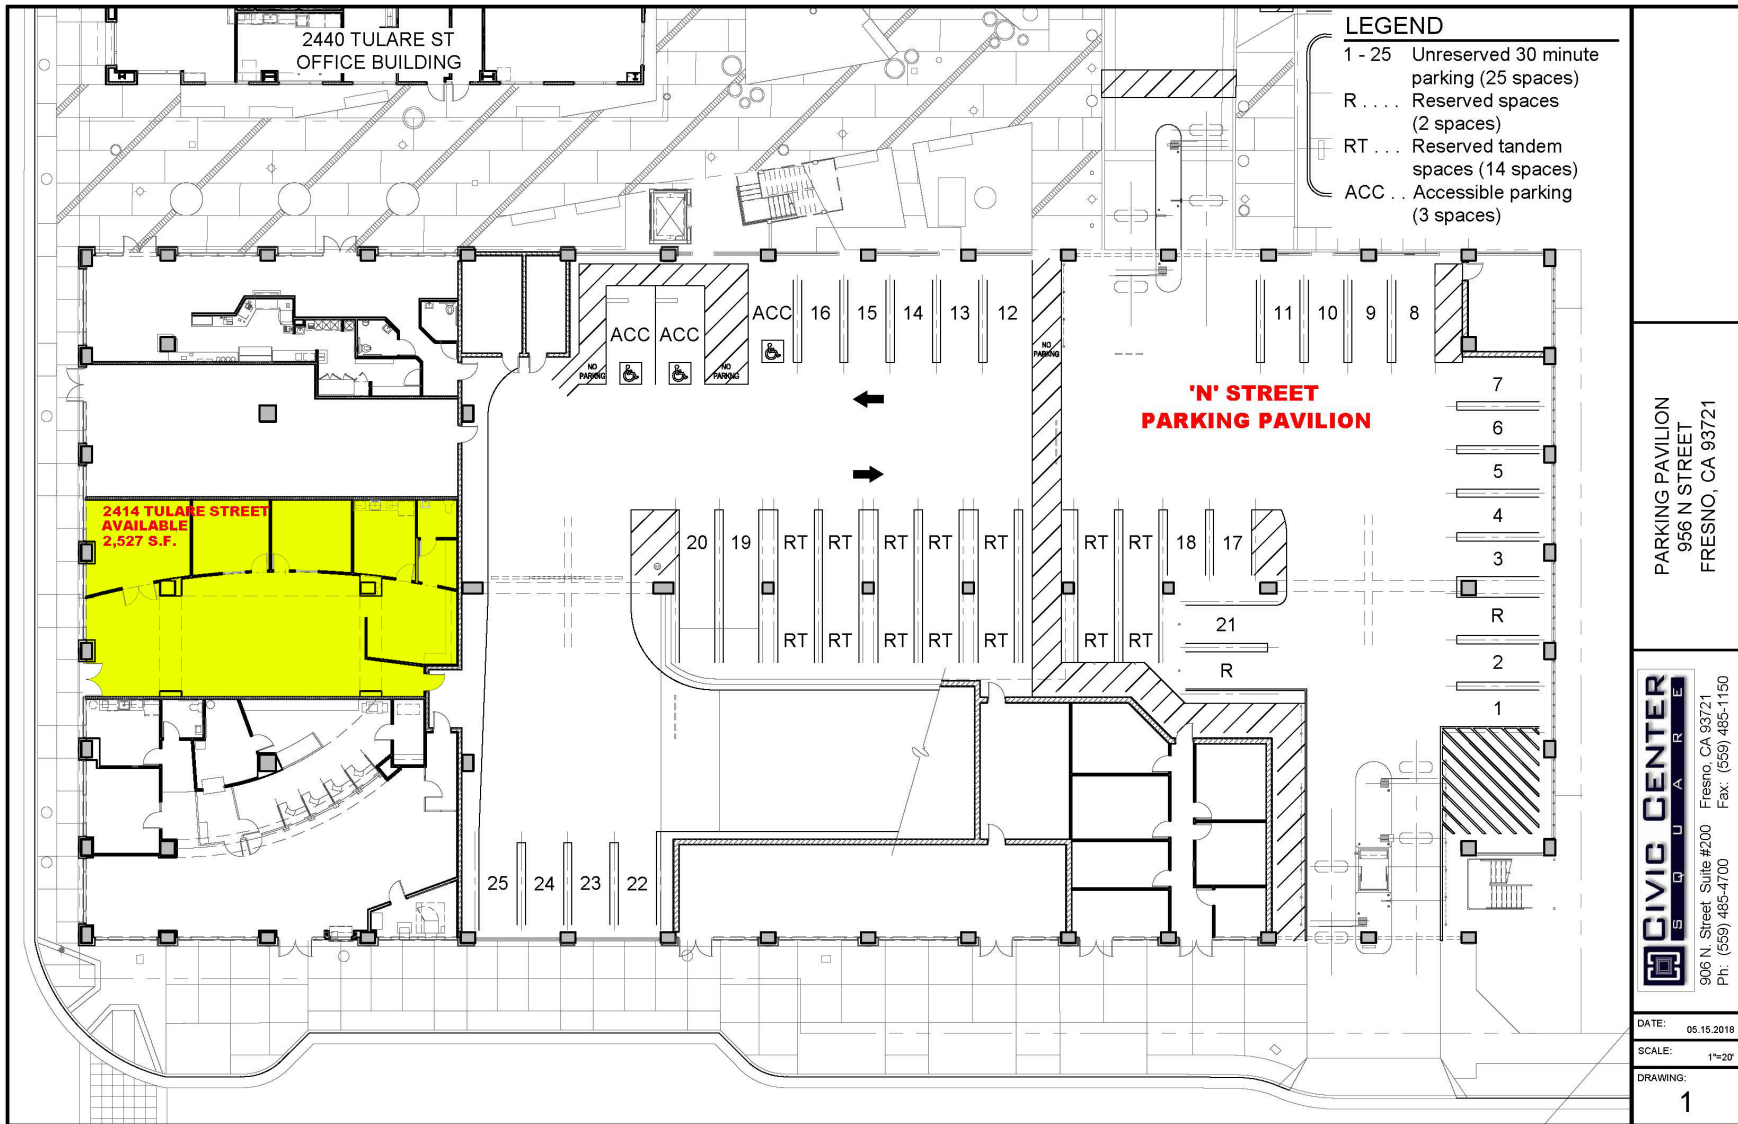 2440 TULARE ST
OFFICE BUILDING
LEGEND
1 - 25 Unreserved 30 minute
parking (25 spaces)
R . . . . Reserved spaces
(2 spaces)
RT . . . Reserved tandem
spaces (14 spaces)
ACC . . Accessible parking
(3 spaces)
ACC ACC
ACC 16 15 14 13 12
11 10 9 8
NO
PARKING
NO
PARKING
NO
PARKING
'N' STREET
PARKING PAVILION
7
6
5
4
3
R
2
1
2414 TULARE STREET
AVAILABLE
2,527 S.F.
20 19 RT RT RT RT RT RT RT 18 17
RT RT RT RT RT RT RT
21
R
25 24 23 22
PARKING PAVILION
956 N STREET
FRESNO, CA 93721
CIVIC CENTER
SQUARE
906 N. Street Suite #200 Fresno, CA 93721
Ph: (559) 485-4700 Fax: (559) 485-1150
DATE: 05.15.2018
SCALE: 1"=20'
DRAWING:
1